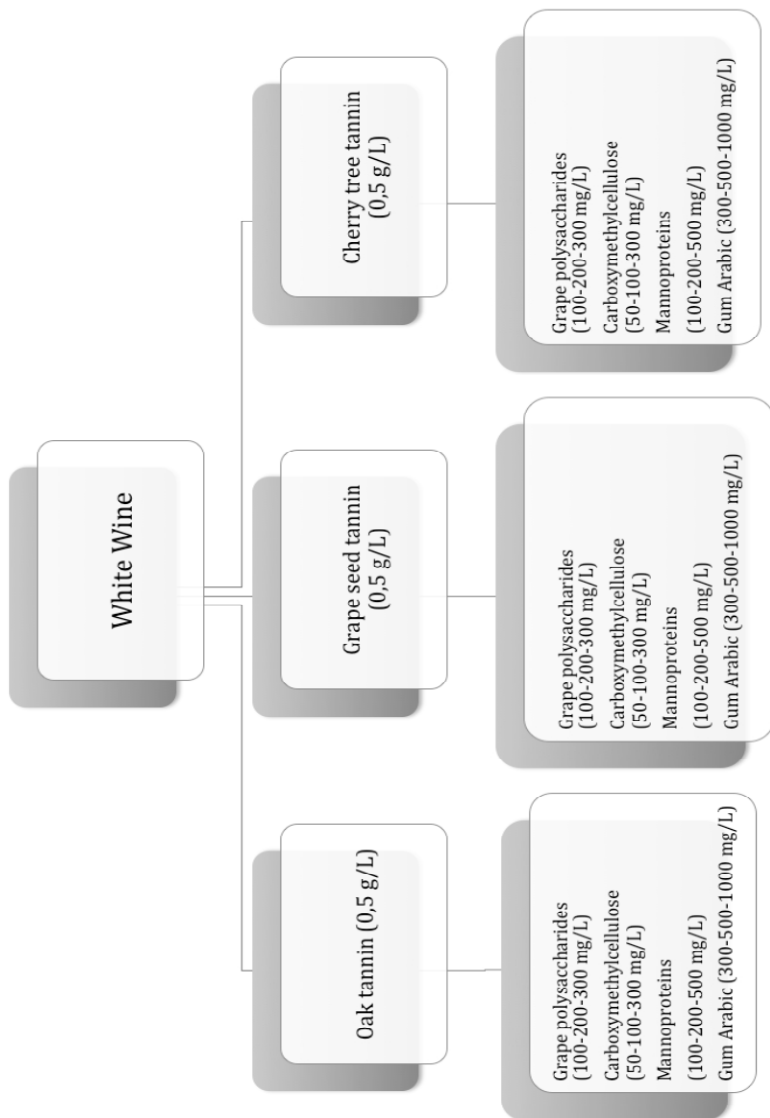 White Wine
Oak tannin (0,5 g/L)
Grape seed tannin
(0,5 g/L)
Cherry tree tannin
(0,5 g/L)
Grape polysaccharides
(100-200-300 mg/L)
Carboxymethylcellulose
(50-100-300 mg/L)
Mannoproteins
(100-200-500 mg/L)
Gum Arabic (300-500-1000 mg/L)
Grape polysaccharides
(100-200-300 mg/L)
Carboxymethylcellulose
(50-100-300 mg/L)
Mannoproteins
(100-200-500 mg/L)
Gum Arabic (300-500-1000 mg/L)
Grape polysaccharides
(100-200-300 mg/L)
Carboxymethylcellulose
(50-100-300 mg/L)
Mannoproteins
(100-200-500 mg/L)
Gum Arabic (300-500-1000 mg/L)